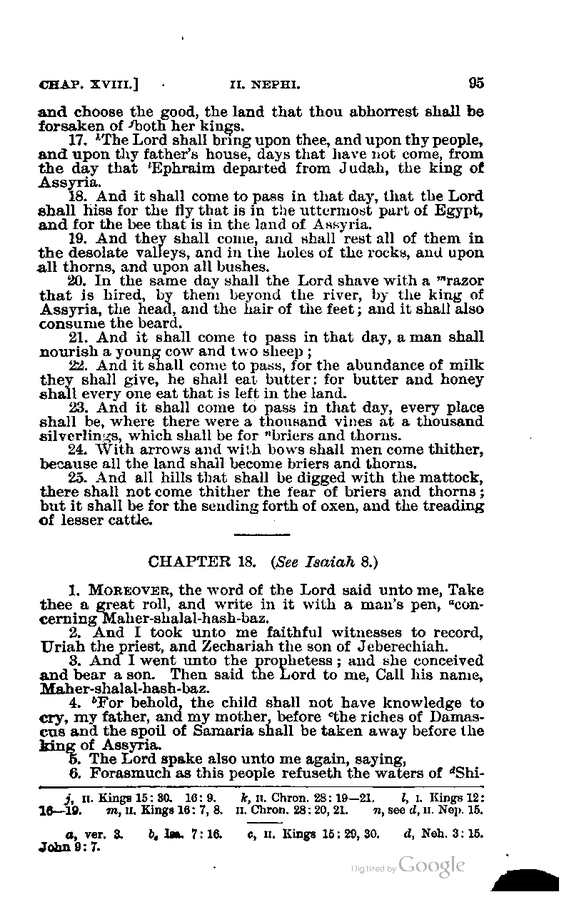 CHAP. XVIII.] II. NEPHI. 95
and choose the good, the land that thou abhorrest shall be
forsaken of ʲboth her kings.
17. ᵏThe Lord shall bring upon thee, and upon thy people,
and upon thy father's house, days that have not come, from
the day that ˡEphraim departed from Judah, the king of
Assyria.
18. And it shall come to pass in that day, that the Lord
shall hiss for the fly that is in the uttermost part of Egypt,
and for the bee that is in the land of Assyria.
19. And they shall come, and shall rest all of them in
the desolate valleys, and in the holes of the rocks, and upon
all thorns, and upon all bushes.
20. In the same day shall the Lord shave with a ᵐrazor
that is hired, by them beyond the river, by the king of
Assyria, the head, and the hair of the feet; and it shall also
consume the beard.
21. And it shall come to pass in that day, a man shall
nourish a young cow and two sheep;
22. And it shall come to pass, for the abundance of milk
they shall give, he shall eat butter: for butter and honey
shall every one eat that is left in the land.
23. And it shall come to pass in that day, every place
shall be, where there were a thousand vines at a thousand
silverlings, which shall be for ⁿbriers and thorns.
24. With arrows and with bows shall men come thither,
because all the land shall become briers and thorns.
25. And all hills that shall be digged with the mattock,
there shall not come thither the fear of briers and thorns;
but it shall be for the sending forth of oxen, and the treading
of lesser cattle.
CHAPTER 18. (See Isaiah 8.)
1. MOREOVER, the word of the Lord said unto me, Take
thee a great roll, and write in it with a man's pen, ᵃcon-
cerning Maher-shalal-hash-baz.
2. And I took unto me faithful witnesses to record,
Uriah the priest, and Zechariah the son of Jeberechiah.
3. And I went unto the prophetess; and she conceived
and bear a son. Then said the Lord to me, Call his name,
Maher-shalal-hash-baz.
4. ᵇFor behold, the child shall not have knowledge to
cry, my father, and my mother, before ᶜthe riches of Damas-
cus and the spoil of Samaria shall be taken away before the
king of Assyria.
5. The Lord spake also unto me again, saying,
6. Forasmuch as this people refuseth the waters of ᵈShi-
j, II. Kings 15: 30. 16: 9. k, II. Chron. 28: 19—21. l, I. Kings 12:
16—19. m, II. Kings 16: 7, 8. II. Chron. 28: 20, 21. n, see d, II. Nep. 15.
a, ver. 3. b, Isa. 7: 16. c, II. Kings 15: 29, 30. d, Neh. 3: 15.
John 9: 7.
Digitized by Google